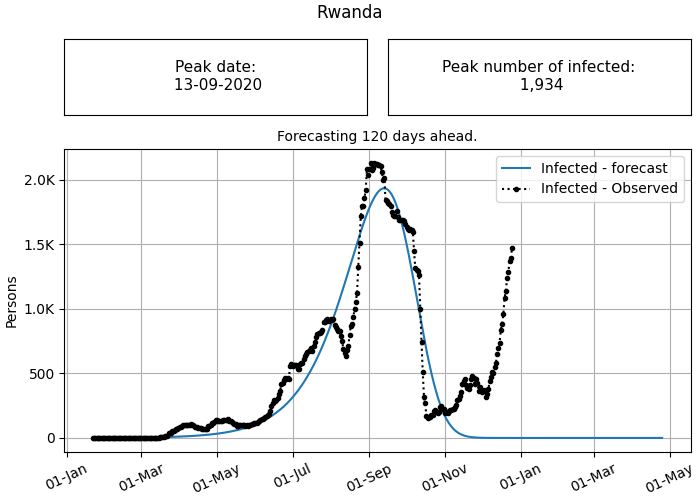 Rwanda
Peak date:
13-09-2020
Peak number of infected:
1,934
Forecasting 120 days ahead.
Infected - forecast
Infected - Observed
2.0K
1.5K
1.0K
500
0
Persons
01-Jan
01-Mar
01-May
01-Jul
01-Sep
01-Nov
01-Jan
01-Mar
01-May